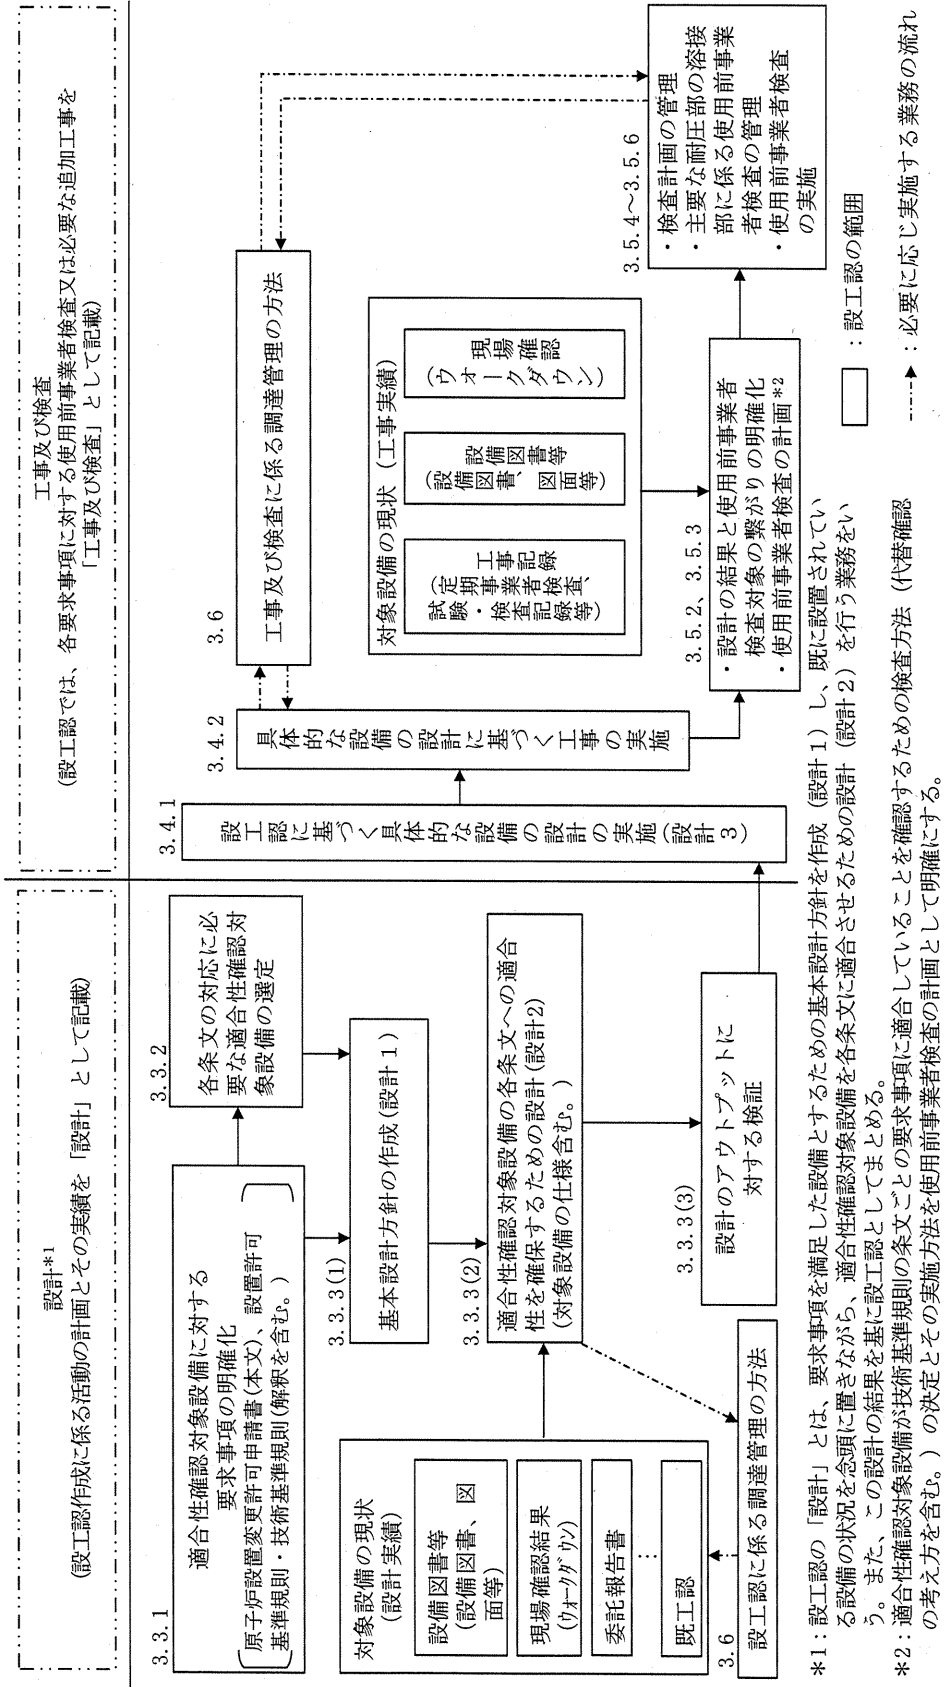 設計*1
(設工認作成に係る活動の計画とその実績を「設計」として記載)
工事及び検査
(設工認では、各要求事項に対する使用前事業者検査又は必要な追加工事を
「工事及び検査」として記載)
3.3.1
適合性確認対象設備に対する
要求事項の明確化
原子炉設置変更許可申請書(本文)、設置許可
基準規則・技術基準規則(解釈を含む。)
3.3.2
各条文の対応に必
要な適合性確認対
象設備の選定
3.3.3(1)
基本設計方針の作成(設計1)
3.3.3(2)
適合性確認対象設備の各条文への適合
性を確保するための設計(設計2)
(対象設備の仕様含む。)
対象設備の現状
(設計実績)
設備図書等
(設備図書、図
面等)
現場確認結果
(ウォークダウン)
委託報告書
⋮
既工認
3.3.3(3)
設計のアウトプットに
対する検証
3.6
設工認に係る調達管理の方法
3.4.1
設工認に基づく具体的な設備の設計の実施(設計3)
3.4.2
具体的な設備の設計に基づく工事の実施
3.6
工事及び検査に係る調達管理の方法
対象設備の現状(工事実績)
工事記録
(定期事業者検査、
試験・検査記録
等)
設備図書等
(設備図書、図面等)
現場確認
(ウォークダウン)
3.5.2、3.5.3
・設計の結果と使用前事業者
検査対象の繋がりの明確化
・使用前事業者検査の計画*2
3.5.4~3.5.6
・検査計画の管理
・主要な耐圧部の溶接
部に係る使用前事業
者検査の管理
・使用前事業者検査
の実施
:設工認の範囲
:必要に応じ実施する業務の流れ
*1:設工認の「設計」とは、要求事項を満足した設備とするための基本設計方針を作成(設計1)し、既に設置されてい
る設備の状況を念頭に置きながら、適合性確認対象設備を各条文に適合させるための設計(設計2)を行う業務をい
う。また、この設計の結果を基に設工認としてまとめる。
*2:適合性確認対象設備が技術基準規則の条文ごとの要求事項に適合していることを確認するための検査方法(代替確認
の考え方を含む。)の決定とその実施方法を使用前事業者検査の計画として明確にする。